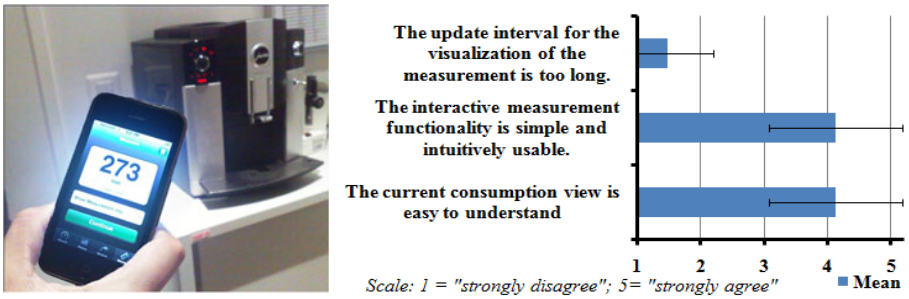 273
Continue
The update interval for the
visualization of the
measurement is too long.
The interactive measurement
functionality is simple and
intuitively usable.
The current consumption view is
easy to understand
1 2 3 4 5
Scale: 1 = "strongly disagree"; 5= "strongly agree"
Mean